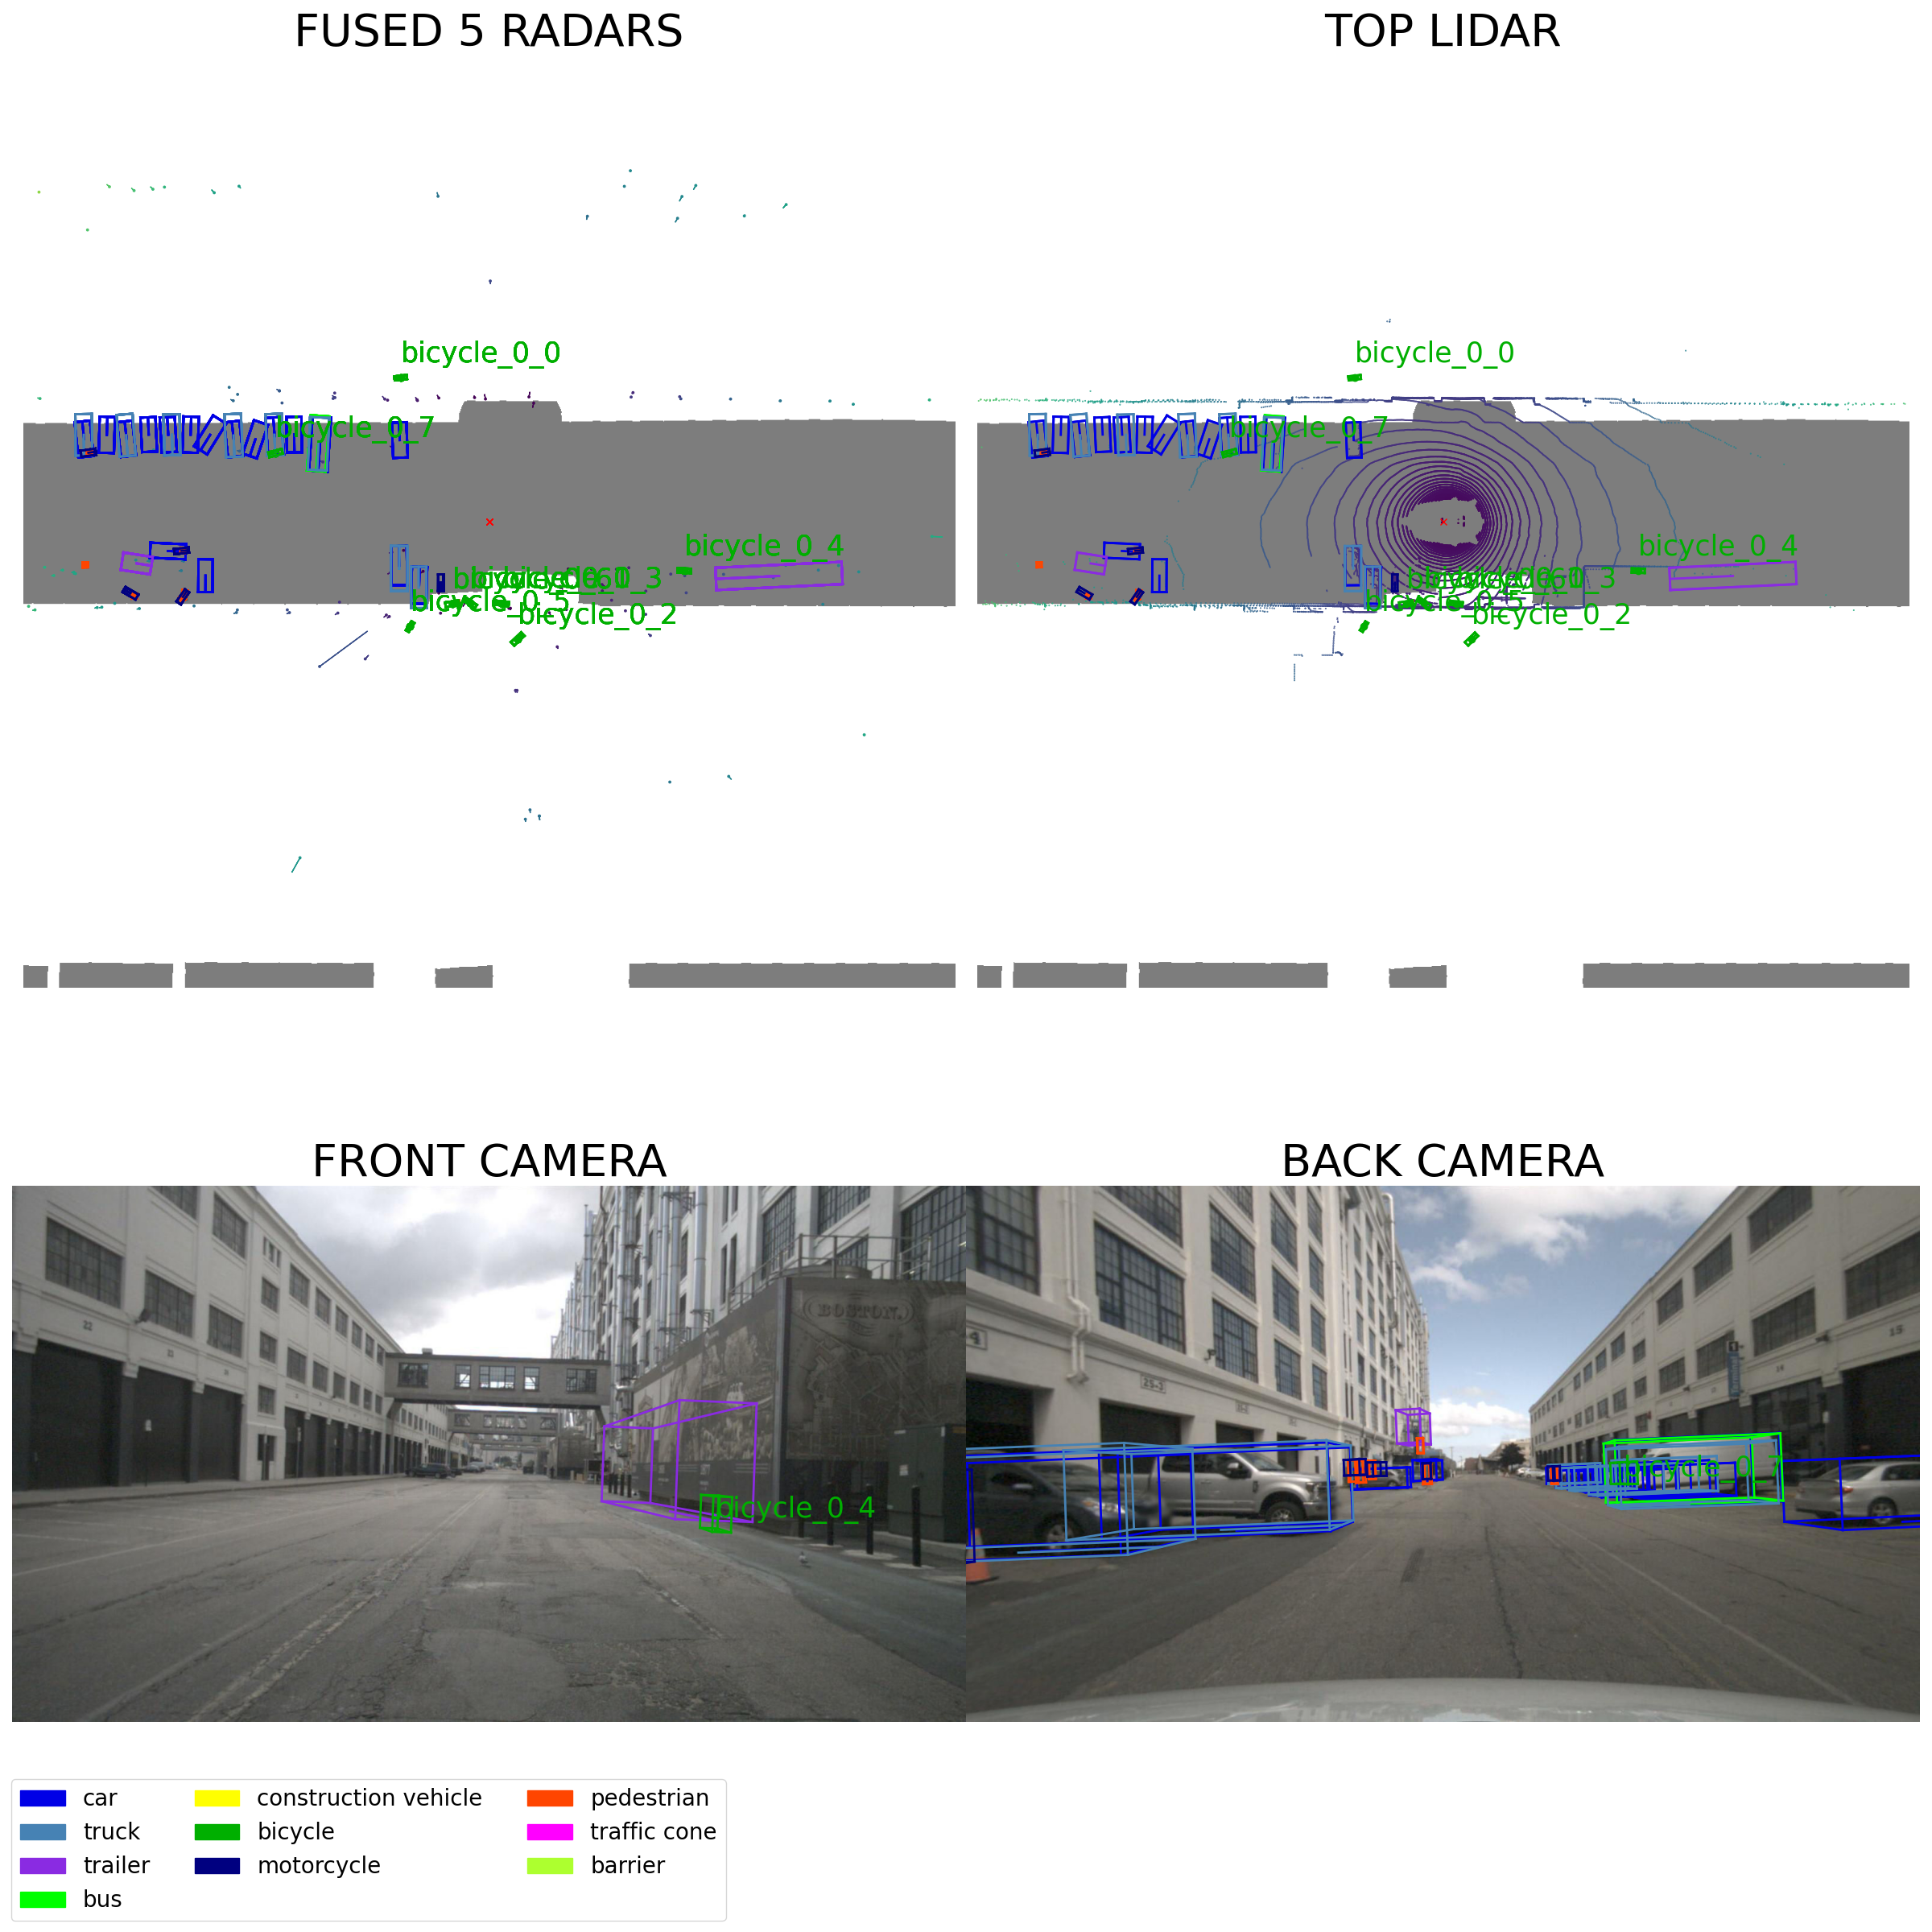 FUSED 5 RADARS
TOP LIDAR
bicycle_0_0
bicycle_0_0
bicycle_0_7
bicycle_0_7
bicycle_0_4
bicycle_0_4
bicycle_0_5
bicycle_0_2
bicycle_0_2
FRONT CAMERA
BACK CAMERA
BOSTON
bicycle_0_4
bicycle_0_7
car
construction vehicle
pedestrian
truck
bicycle
traffic cone
trailer
motorcycle
barrier
bus